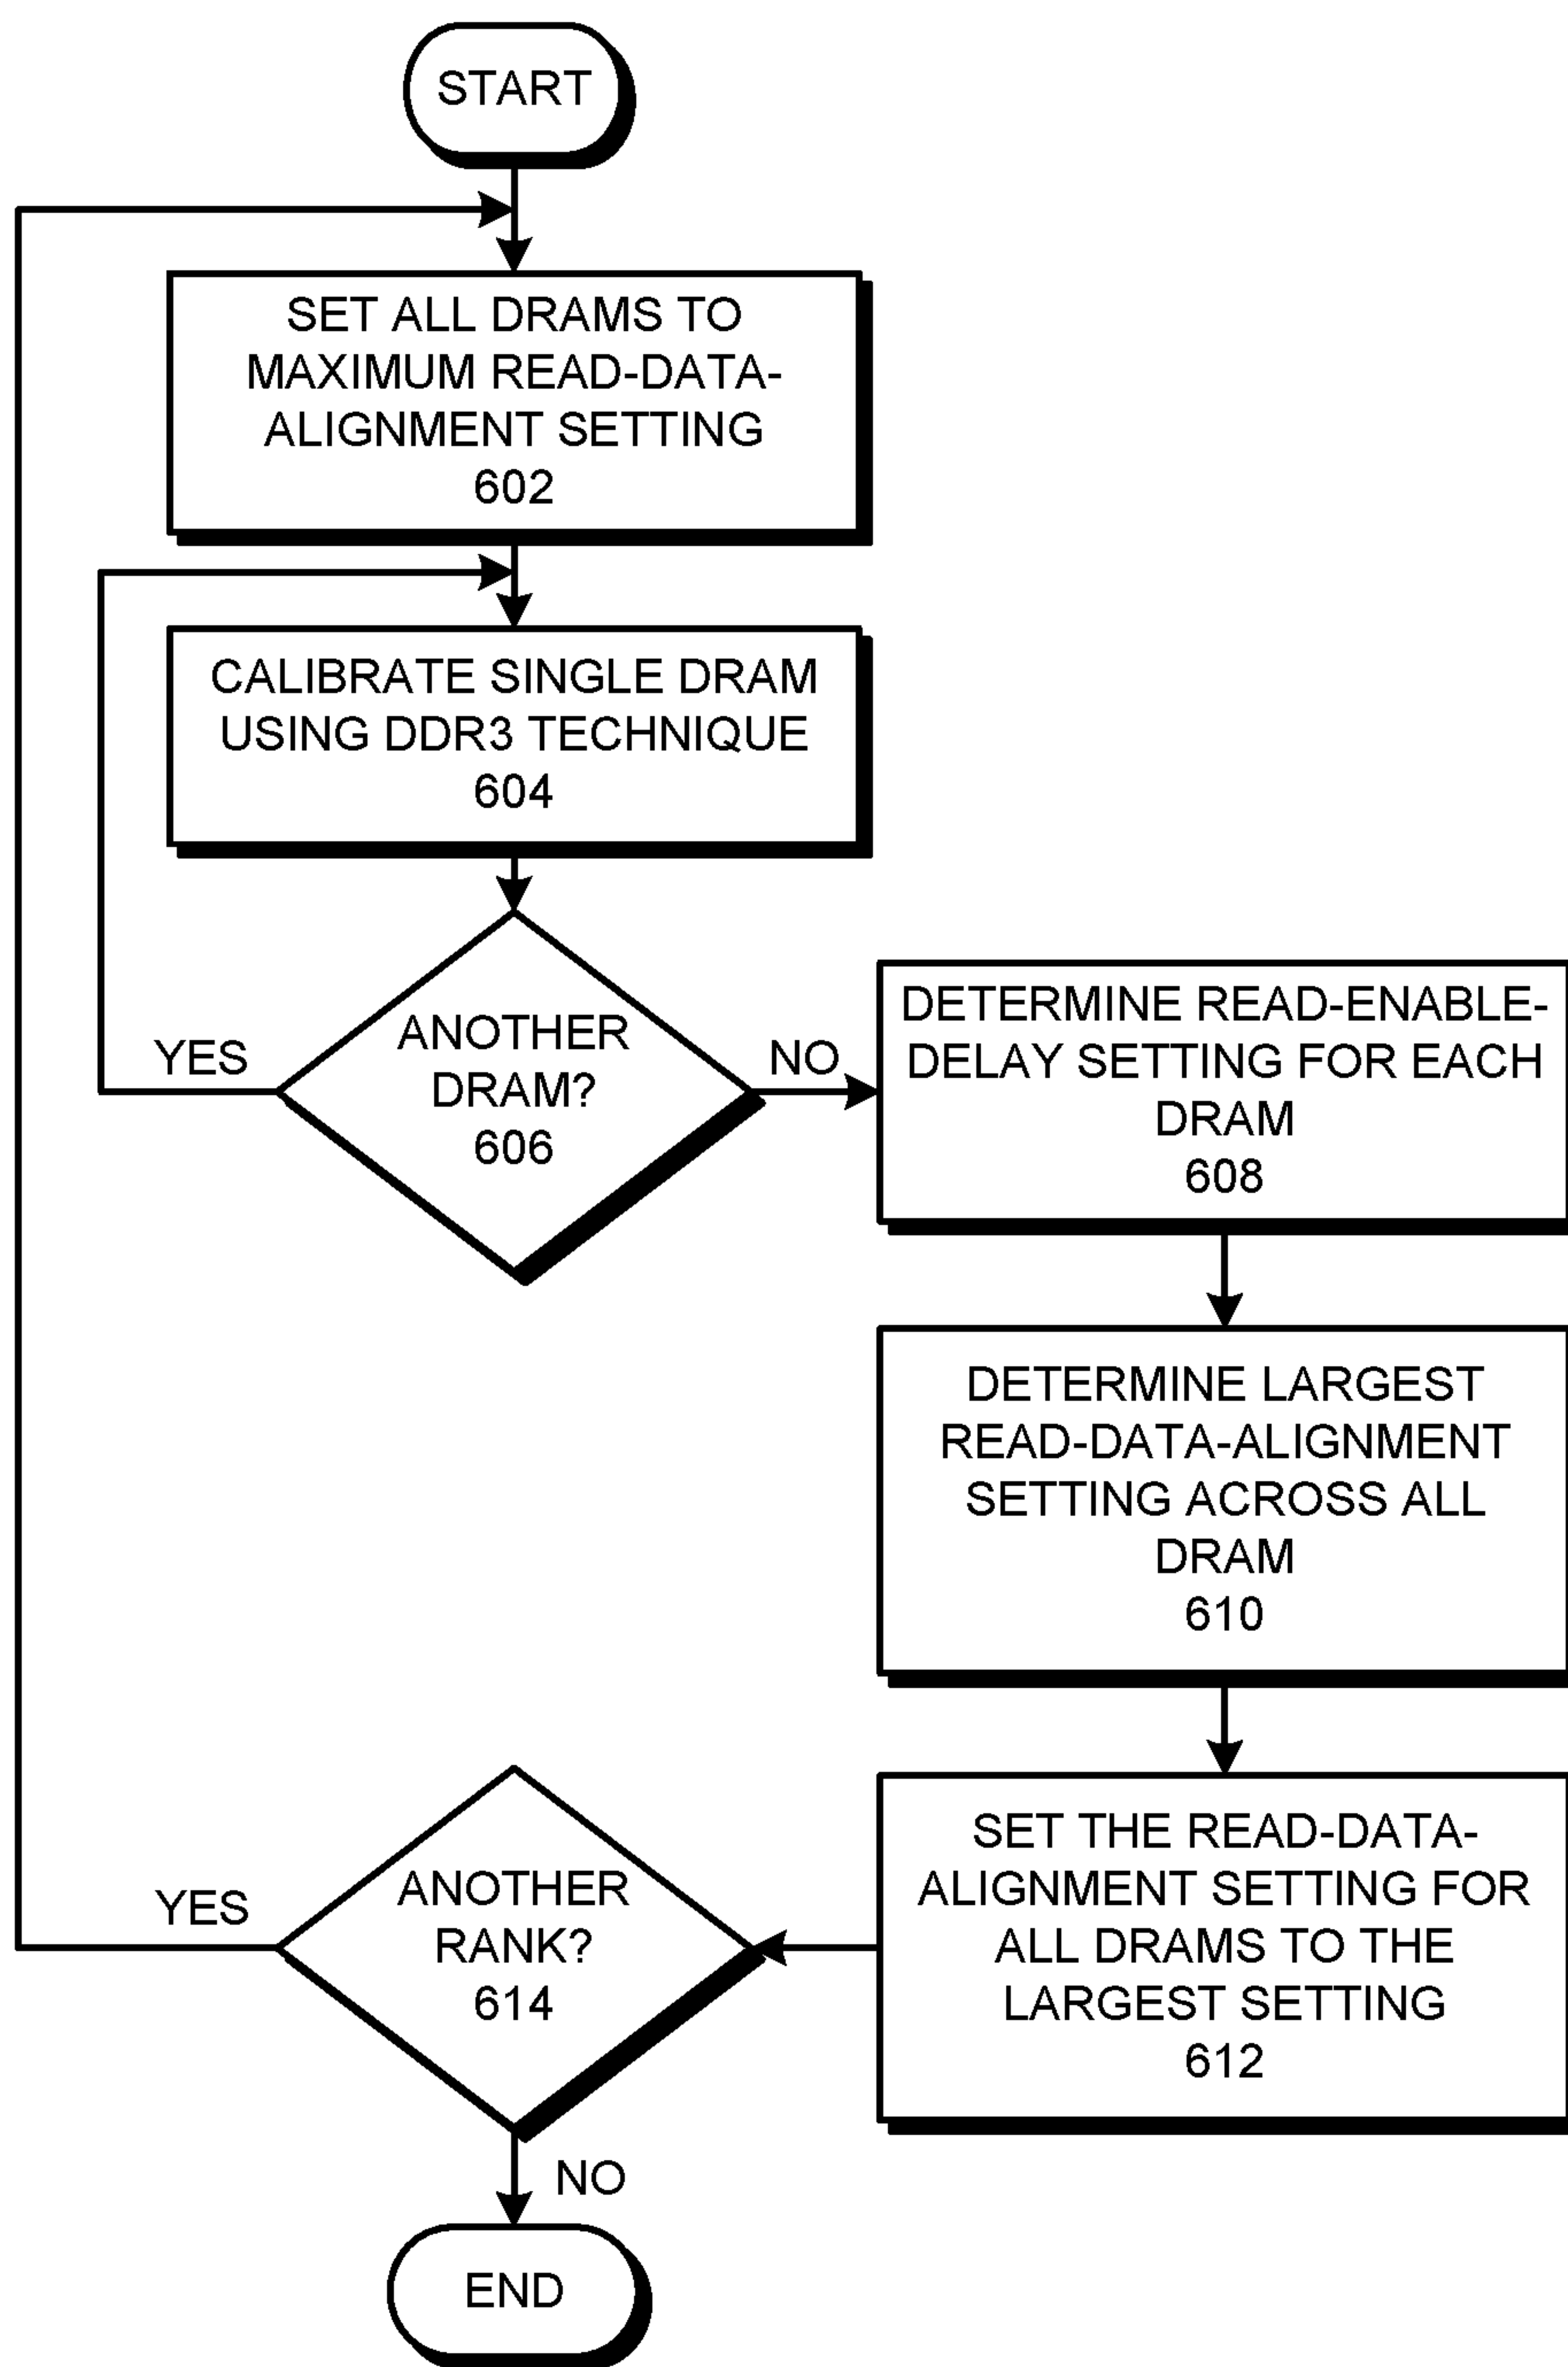 START
SET ALL DRAMS TO
MAXIMUM READ-DATA-
ALIGNMENT SETTING
602
CALIBRATE SINGLE DRAM
USING DDR3 TECHNIQUE
604
ANOTHER
DRAM?
606
YES
NO
DETERMINE READ-ENABLE-
DELAY SETTING FOR EACH
DRAM
608
DETERMINE LARGEST
READ-DATA-ALIGNMENT
SETTING ACROSS ALL
DRAM
610
SET THE READ-DATA-
ALIGNMENT SETTING FOR
ALL DRAMS TO THE
LARGEST SETTING
612
ANOTHER
RANK?
614
YES
NO
END